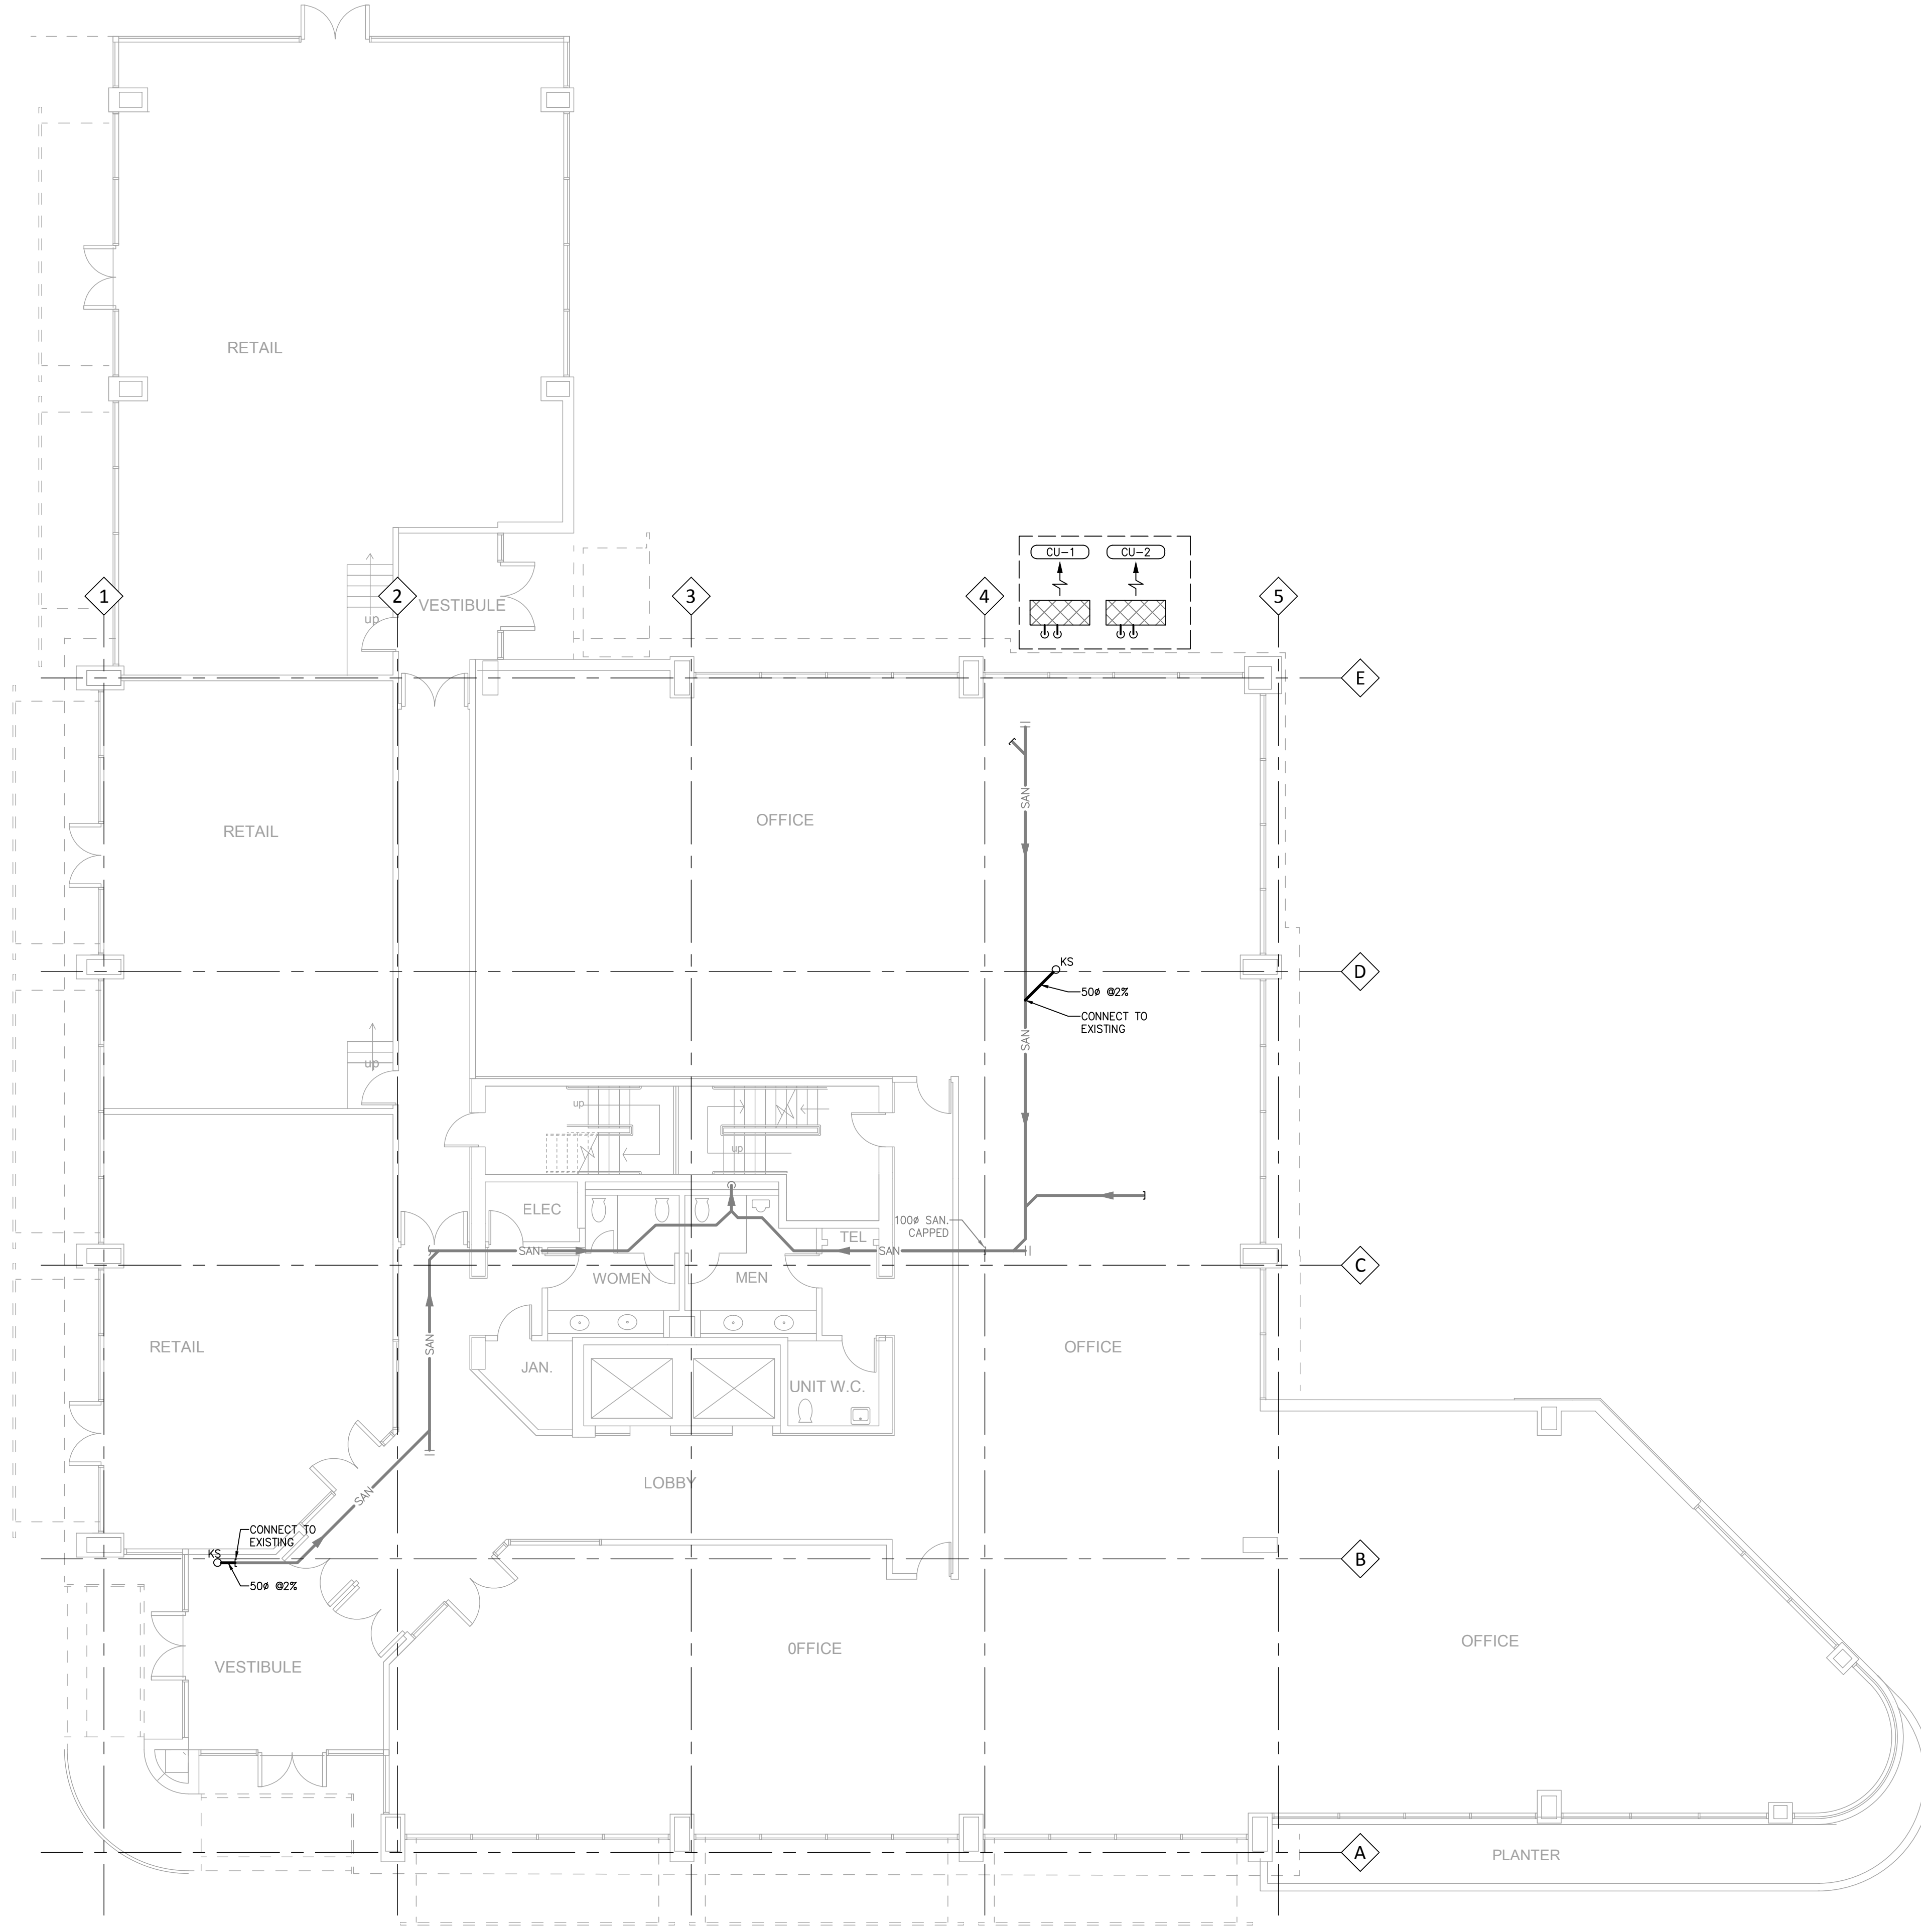 RETAIL
CU-1
CU-2
1
2
3
4
5
VESTIBULE
up
E
RETAIL
OFFICE
SAN
KS
D
50ø @2%
CONNECT TO
EXISTING
SAN
up
up
up
ELEC
TEL
100ø SAN.
CAPPED
SAN
SAN
C
WOMEN
MEN
RETAIL
SAN
OFFICE
JAN.
UNIT W.C.
LOBBY
SAN
CONNECT TO
EXISTING
KS
B
50ø @2%
VESTIBULE
0FFICE
OFFICE
A
PLANTER